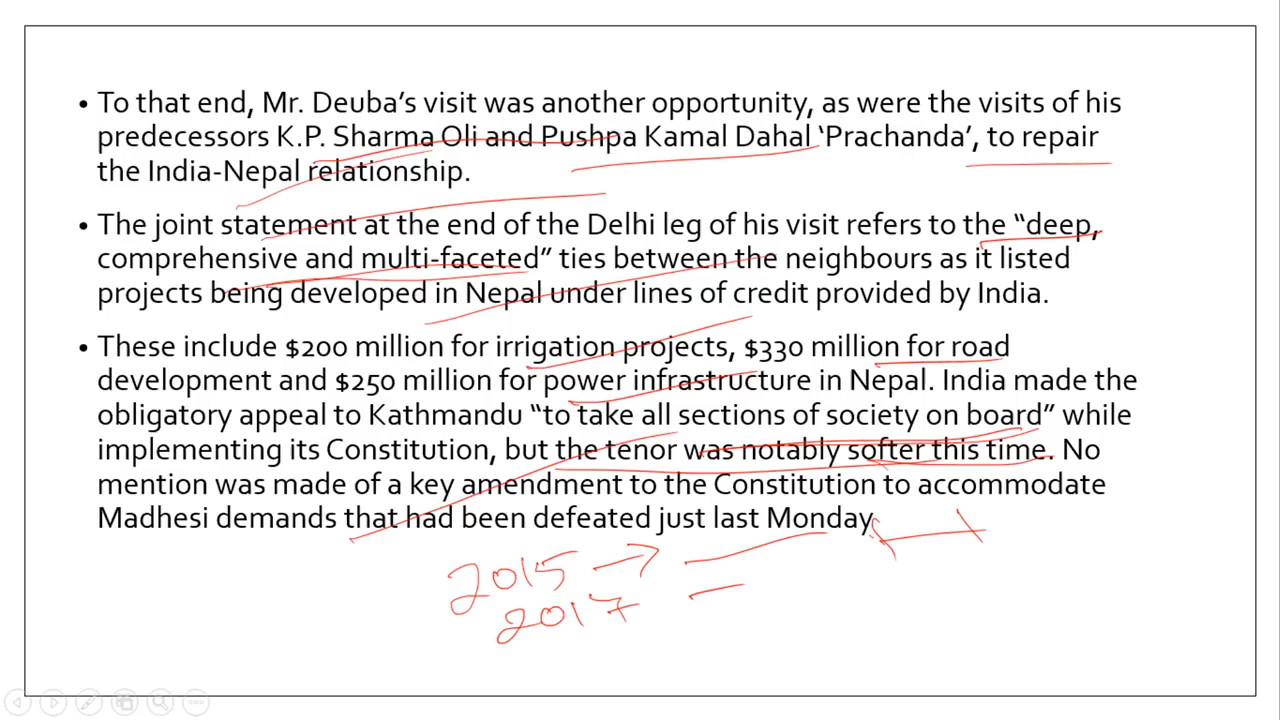 • To that end, Mr. Deuba’s visit was another opportunity, as were the visits of his
predecessors K.P. Sharma Oli and Pushpa Kamal Dahal ‘Prachanda’, to repair
the India-Nepal relationship.
• The joint statement at the end of the Delhi leg of his visit refers to the “deep,
comprehensive and multi-faceted” ties between the neighbours as it listed
projects being developed in Nepal under lines of credit provided by India.
• These include $200 million for irrigation projects, $330 million for road
development and $250 million for power infrastructure in Nepal. India made the
obligatory appeal to Kathmandu “to take all sections of society on board” while
implementing its Constitution, but the tenor was notably softer this time. No
mention was made of a key amendment to the Constitution to accommodate
Madhesi demands that had been defeated just last Monday.
2015 →
2017